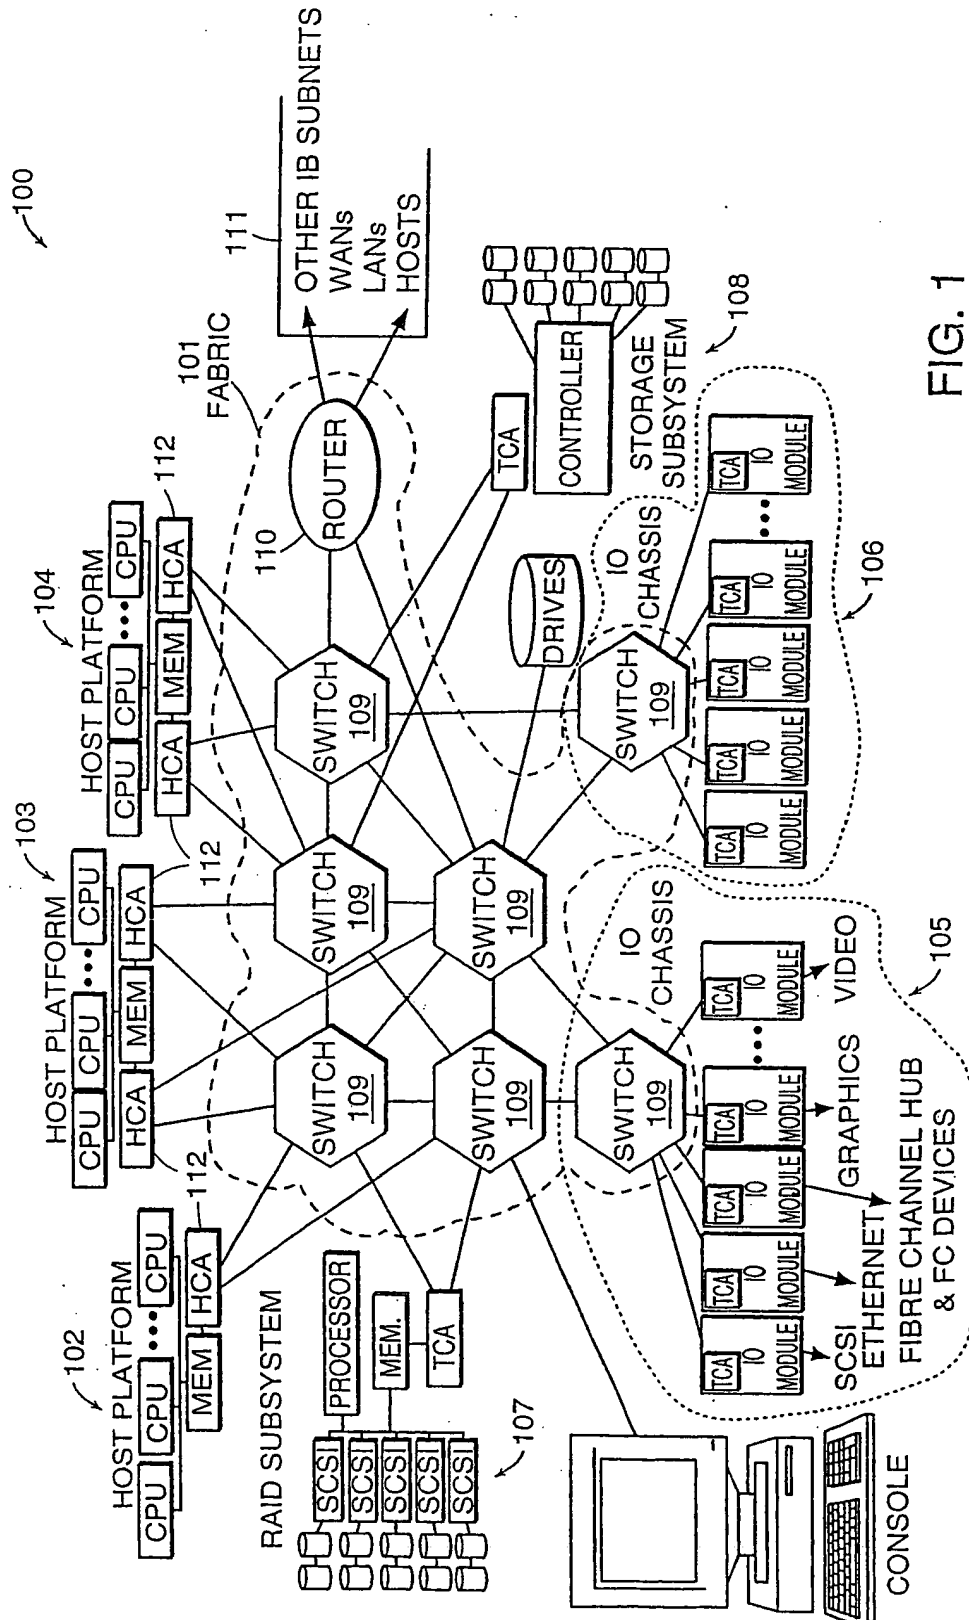 100
102
HOST PLATFORM
CPU
CPU
CPU
MEM
HCA
112
103
HOST PLATFORM
CPU
CPU
CPU
HCA
MEM
HCA
112
112
104
HOST PLATFORM
CPU
CPU
CPU
HCA
MEM
HCA
112
101
FABRIC
111
OTHER IB SUBNETS
WANs
LANs
HOSTS
110
ROUTER
SWITCH
109
SWITCH
109
SWITCH
109
SWITCH
109
SWITCH
109
SWITCH
109
SWITCH
109
RAID SUBSYSTEM
PROCESSOR
MEM.
TCA
SCSI
SCSI
SCSI
SCSI
SCSI
107
TCA
CONTROLLER
STORAGE
SUBSYSTEM
108
DRIVES
IO
CHASSIS
IO
CHASSIS
TCA
IO
MODULE
TCA
IO
MODULE
TCA
IO
MODULE
TCA
IO
MODULE
TCA
IO
MODULE
SCSI
ETHERNET
FIBRE CHANNEL HUB
& FC DEVICES
GRAPHICS
VIDEO
105
TCA
IO
MODULE
TCA
IO
MODULE
TCA
IO
MODULE
TCA
IO
MODULE
TCA
IO
MODULE
106
CONSOLE
FIG. 1